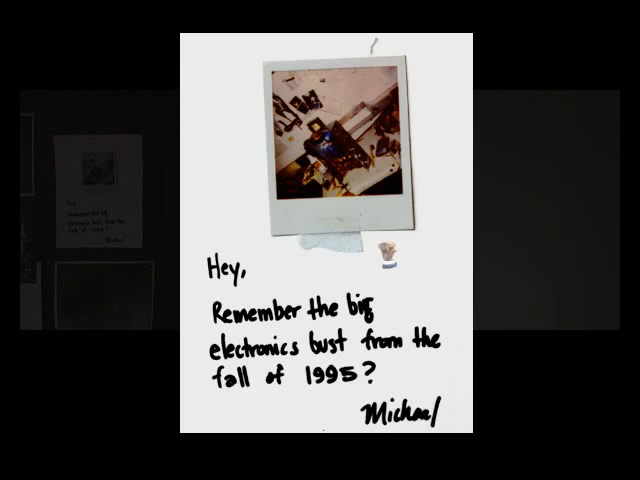 Hey,
Remember the big
electronics bust from the
fall of 1995?
Michael